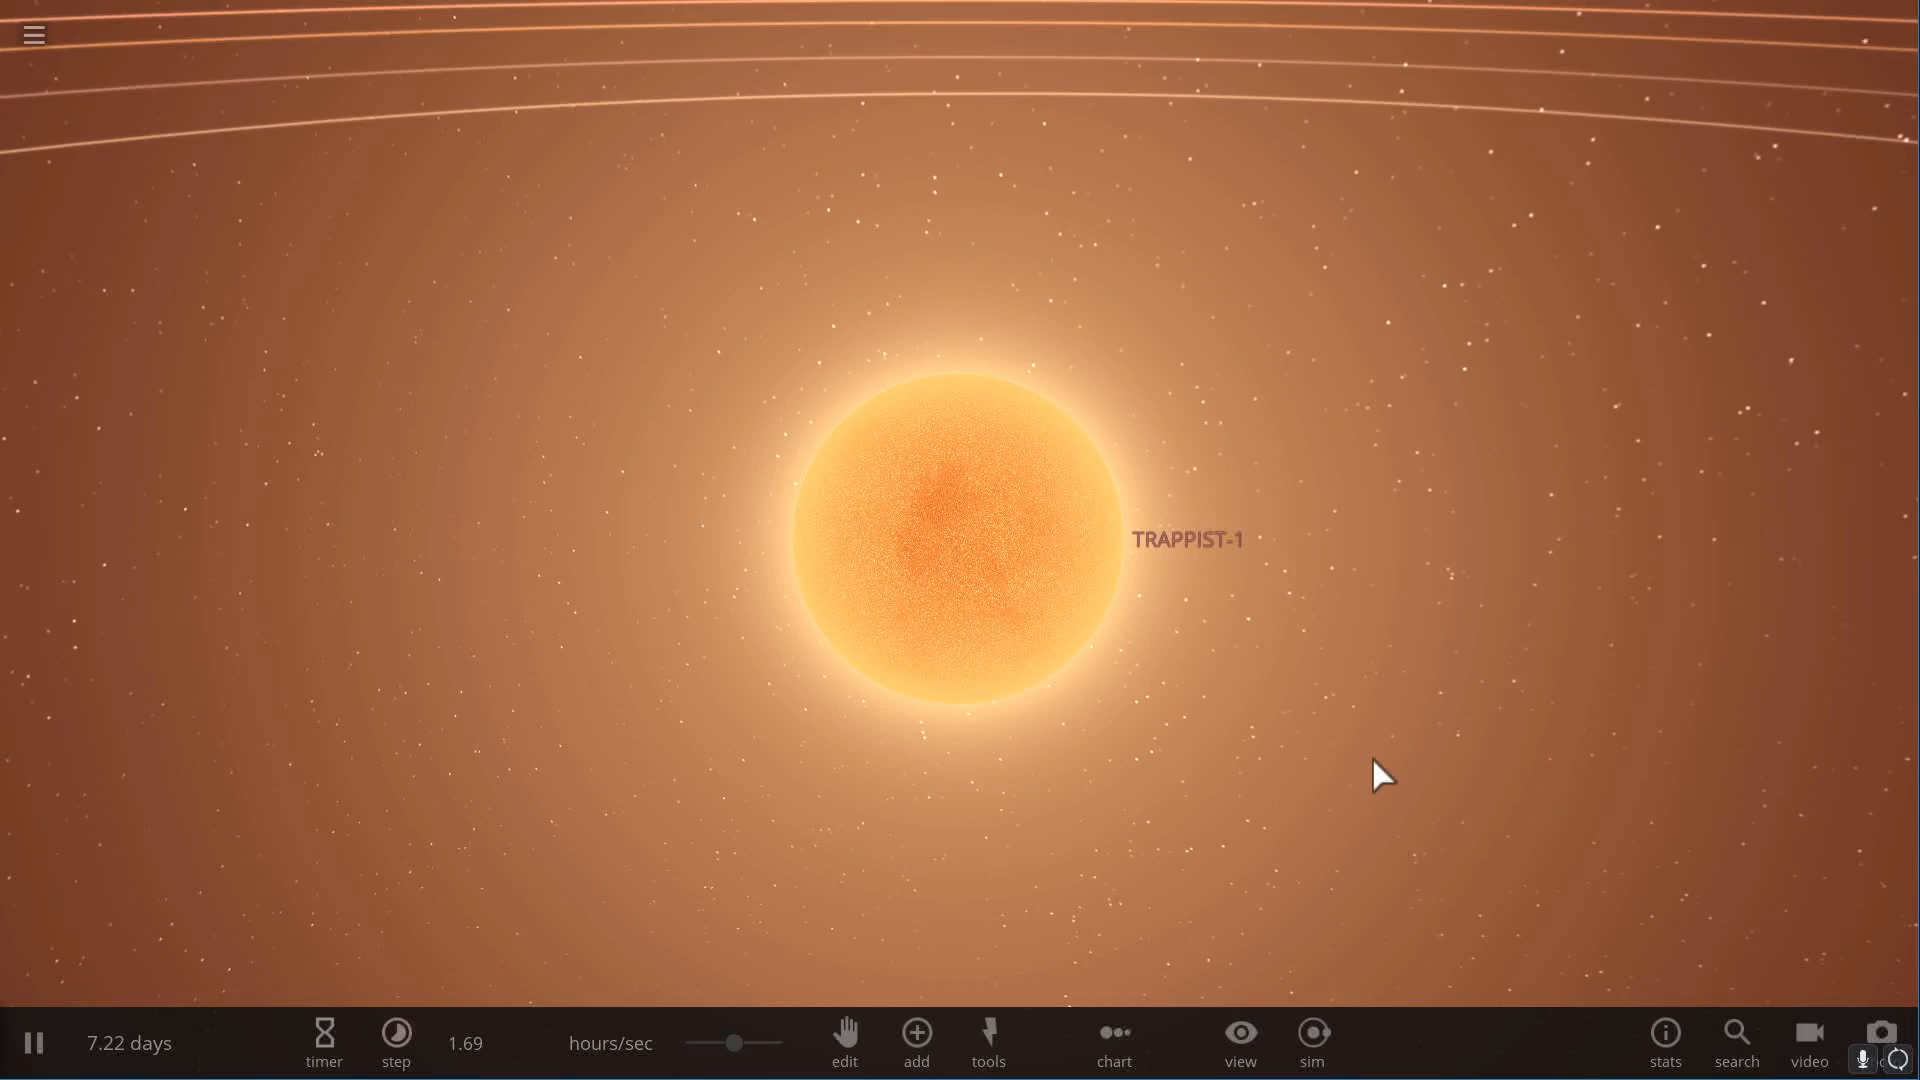 TRAPPIST-1
7.22 days
timer
step
1.69
hours/sec
edit
add
tools
chart
view
sim
stats
search
video